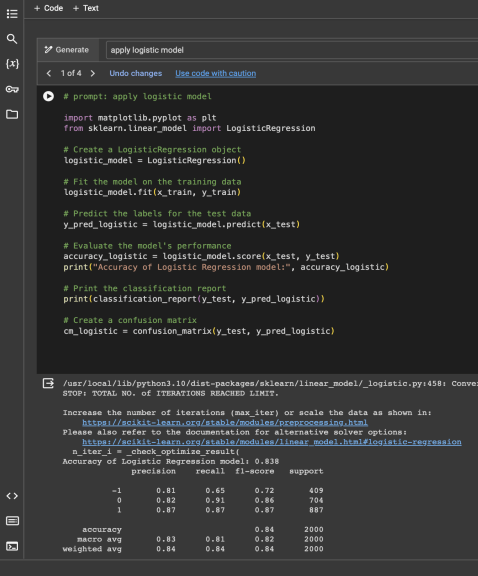 + Code + Text
Generate
apply logistic model
< 1 of 4 > Undo changes Use code with caution
{x}
# prompt: apply logistic model
import matplotlib.pyplot as plt
from sklearn.linear_model import LogisticRegression
# Create a LogisticRegression object
logistic_model = LogisticRegression()
# Fit the model on the training data
logistic_model.fit(x_train, y_train)
# Predict the labels for the test data
y_pred_logistic = logistic_model.predict(x_test)
# Evaluate the model's performance
accuracy_logistic = logistic_model.score(x_test, y_test)
print("Accuracy of Logistic Regression model:", accuracy_logistic)
# Print the classification report
print(classification_report(y_test, y_pred_logistic))
# Create a confusion matrix
cm_logistic = confusion_matrix(y_test, y_pred_logistic)
/usr/local/lib/python3.10/dist-packages/sklearn/linear_model/_logistic.py:458: Conver
STOP: TOTAL NO. of ITERATIONS REACHED LIMIT.
Increase the number of iterations (max_iter) or scale the data as shown in:
https://scikit-learn.org/stable/modules/preprocessing.html
Please also refer to the documentation for alternative solver options:
https://scikit-learn.org/stable/modules/linear_model.html#logistic-regression
n_iter_i = _check_optimize_result(
Accuracy of Logistic Regression model: 0.838
precision recall f1-score support
-1 0.81 0.65 0.72 409
0 0.82 0.91 0.86 704
1 0.87 0.87 0.87 887
accuracy 0.84 2000
macro avg 0.83 0.81 0.82 2000
weighted avg 0.84 0.84 0.84 2000